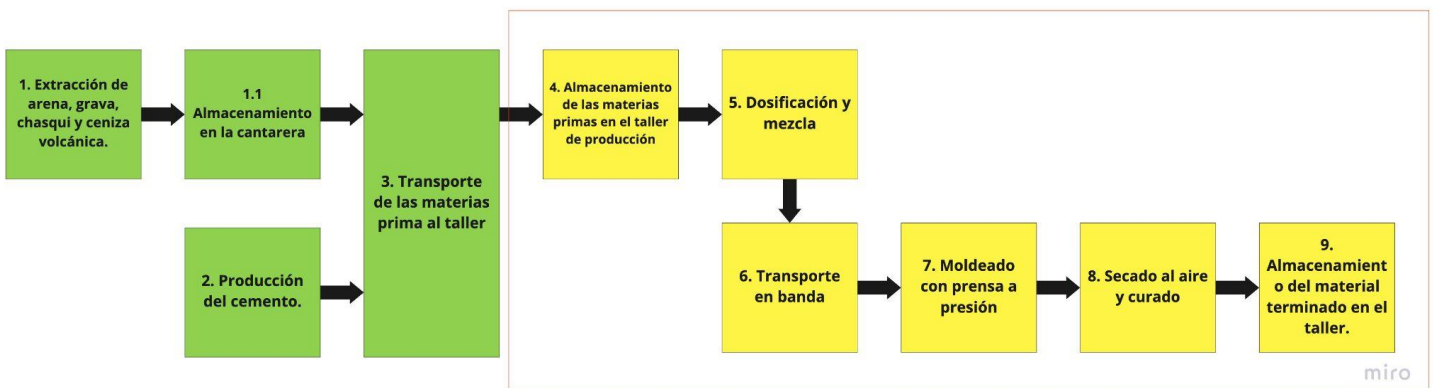 1. Extracción de
arena, grava,
chasqui y ceniza
volcánica.
1.1
Almacenamiento
en la cantarera
2. Producción
del cemento.
3. Transporte
de las materias
prima al taller
4. Almacenamiento
de las materias
primas en el taller
de producción
5. Dosificación y
mezcla
6. Transporte
en banda
7. Moldeado
con prensa a
presión
8. Secado al aire
y curado
9.
Almacenamient
o del material
terminado en el
taller.
miro